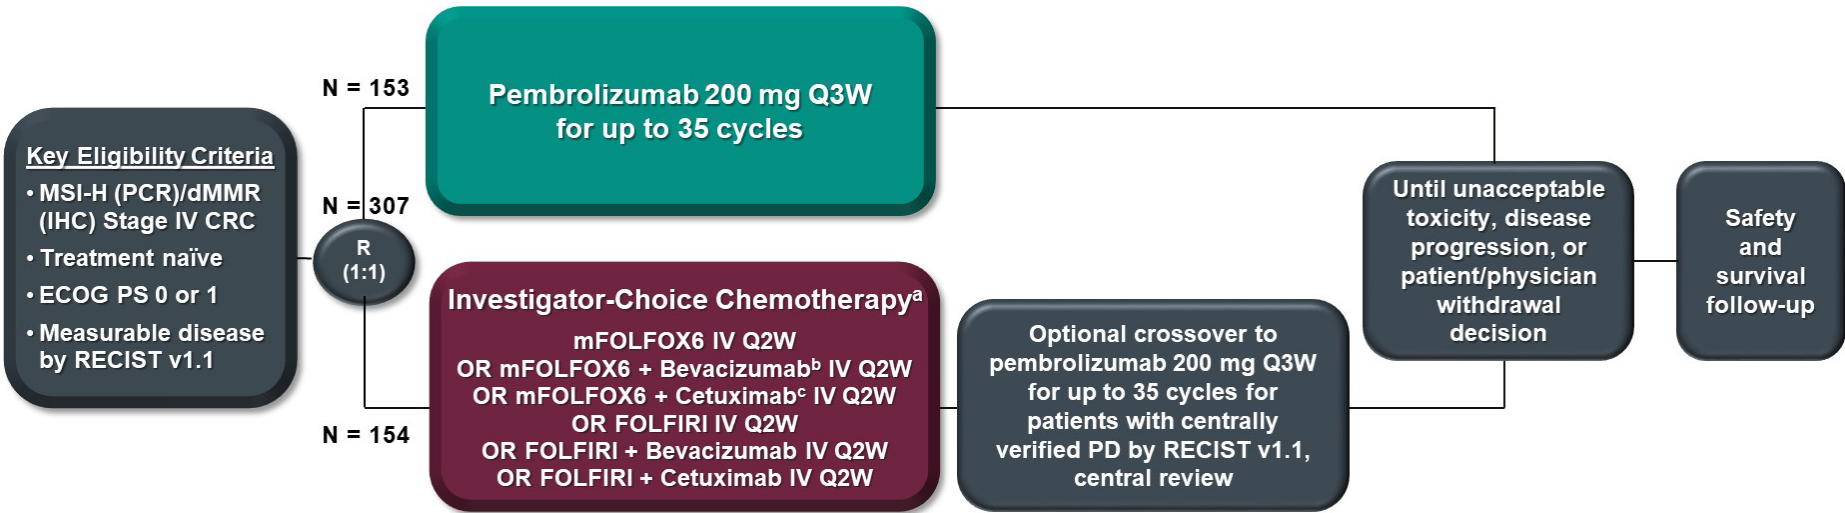 Key Eligibility Criteria
• MSI-H (PCR)/dMMR
(IHC) Stage IV CRC
• Treatment naïve
• ECOG PS 0 or 1
• Measurable disease
by RECIST v1.1
N = 307
R
(1:1)
N = 153
Pembrolizumab 200 mg Q3W
for up to 35 cycles
N = 154
Investigator-Choice Chemotherapyᵃ
mFOLFOX6 IV Q2W
OR mFOLFOX6 + Bevacizumabᵇ IV Q2W
OR mFOLFOX6 + Cetuximabᶜ IV Q2W
OR FOLFIRI IV Q2W
OR FOLFIRI + Bevacizumab IV Q2W
OR FOLFIRI + Cetuximab IV Q2W
Optional crossover to
pembrolizumab 200 mg Q3W
for up to 35 cycles for
patients with centrally
verified PD by RECIST v1.1,
central review
Until unacceptable
toxicity, disease
progression, or
patient/physician
withdrawal
decision
Safety
and
survival
follow-up